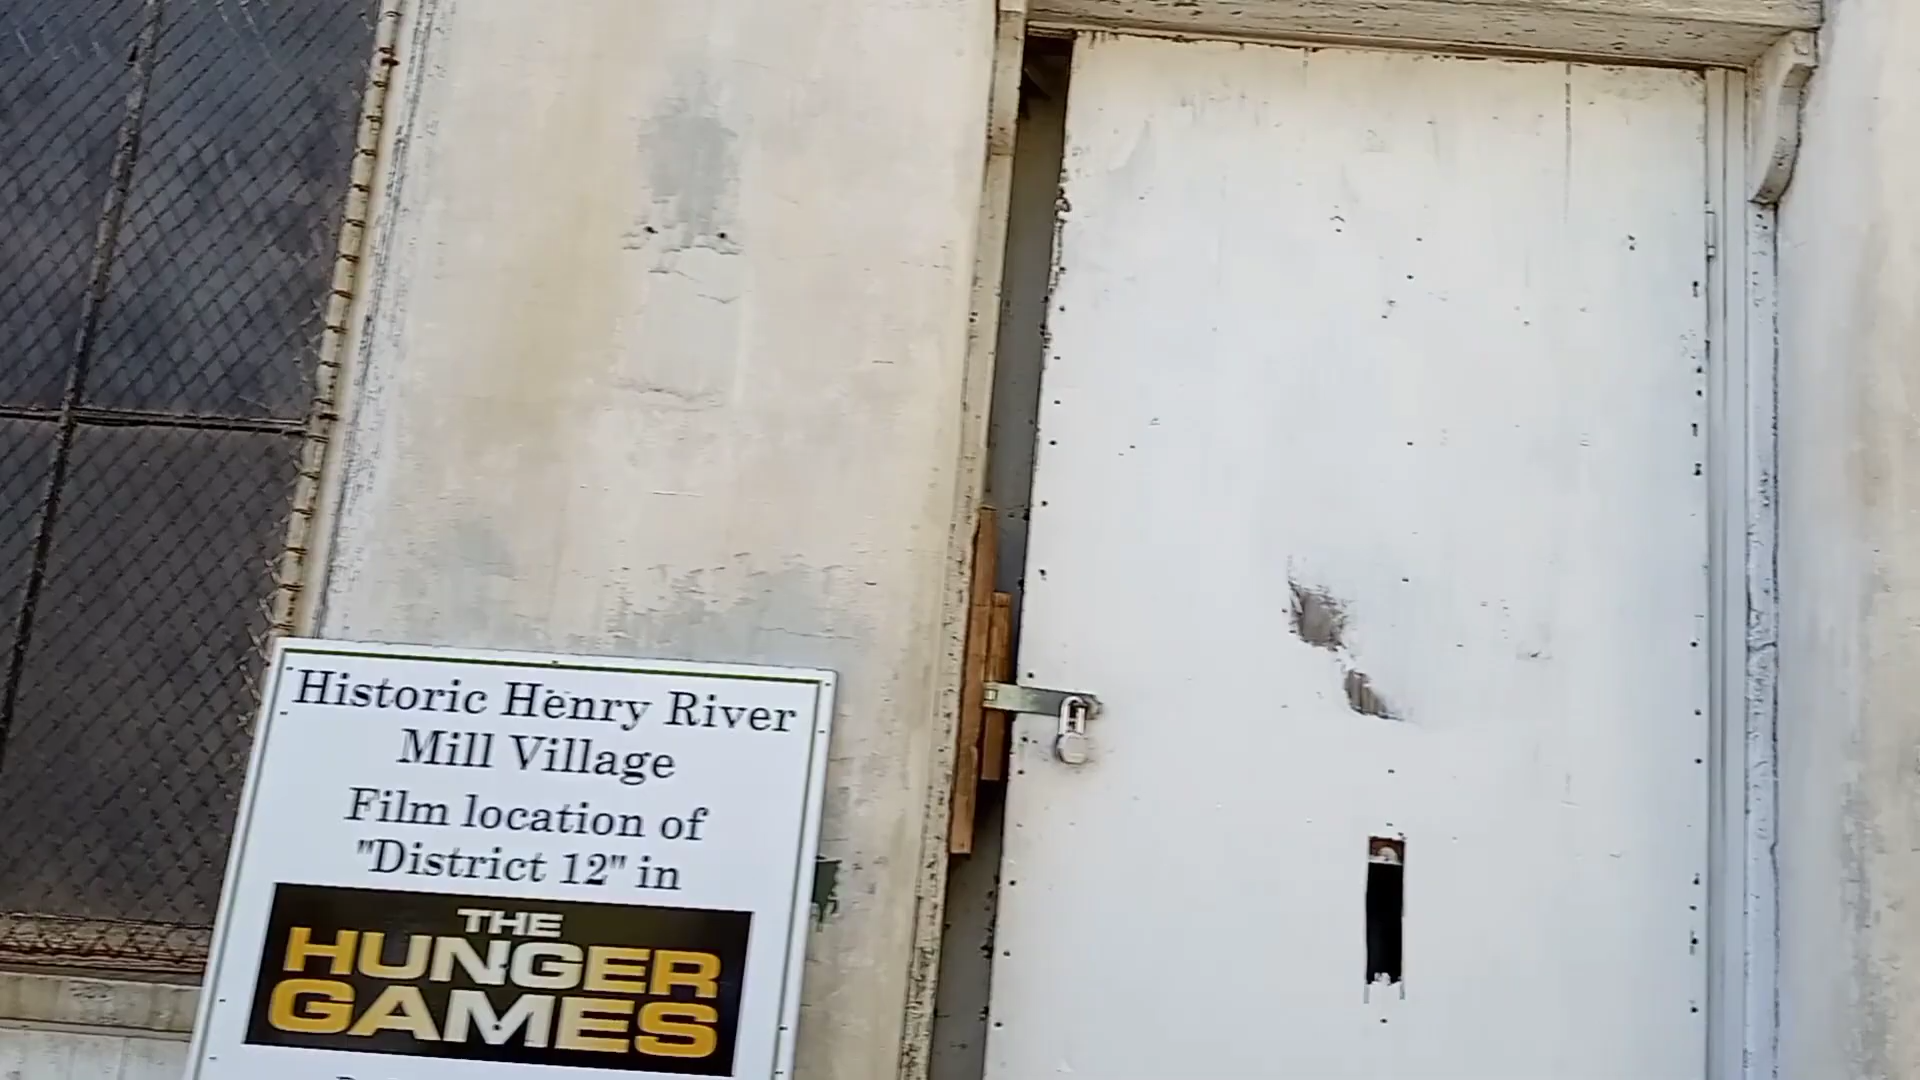 Historic Henry River
Mill Village
Film location of
"District 12" in
THE
HUNGER
GAMES